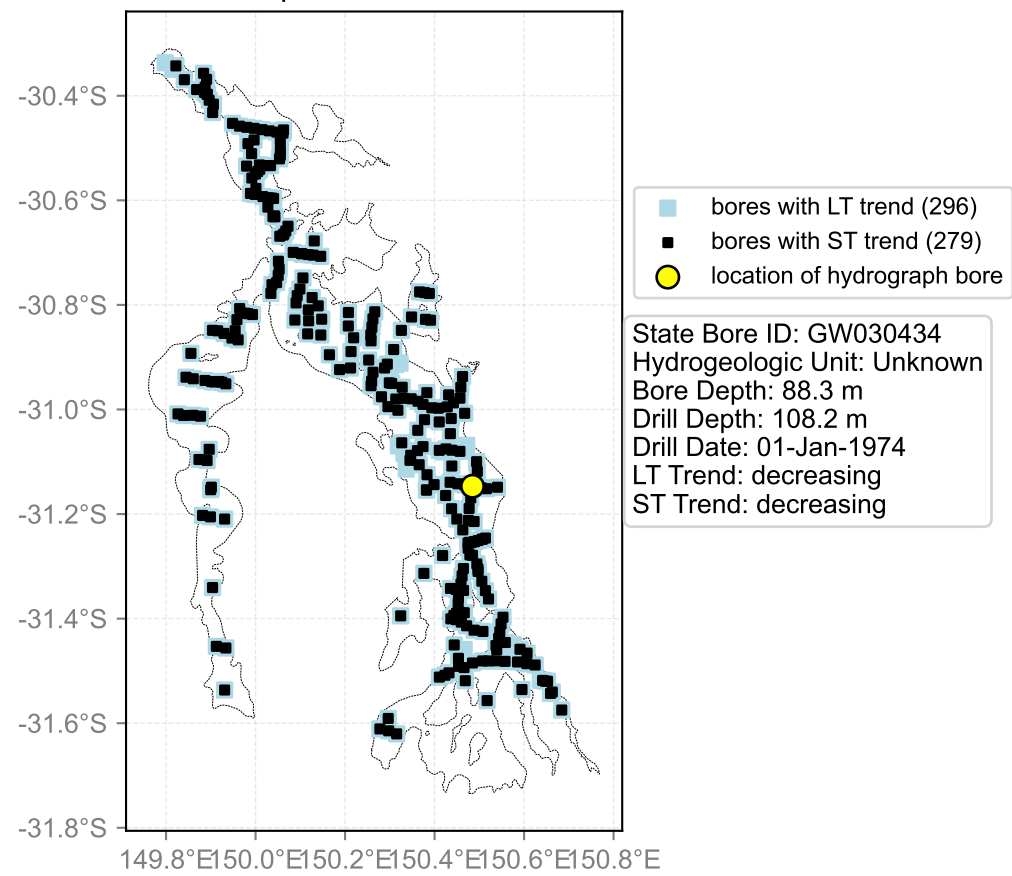 -30.4°S
-30.6°S
-30.8°S
-31.0°S
-31.2°S
-31.4°S
-31.6°S
-31.8°S
149.8°E150.0°E150.2°E150.4°E150.6°E150.8°E
bores with LT trend (296)
bores with ST trend (279)
location of hydrograph bore
State Bore ID: GW030434
Hydrogeologic Unit: Unknown
Bore Depth: 88.3 m
Drill Depth: 108.2 m
Drill Date: 01-Jan-1974
LT Trend: decreasing
ST Trend: decreasing